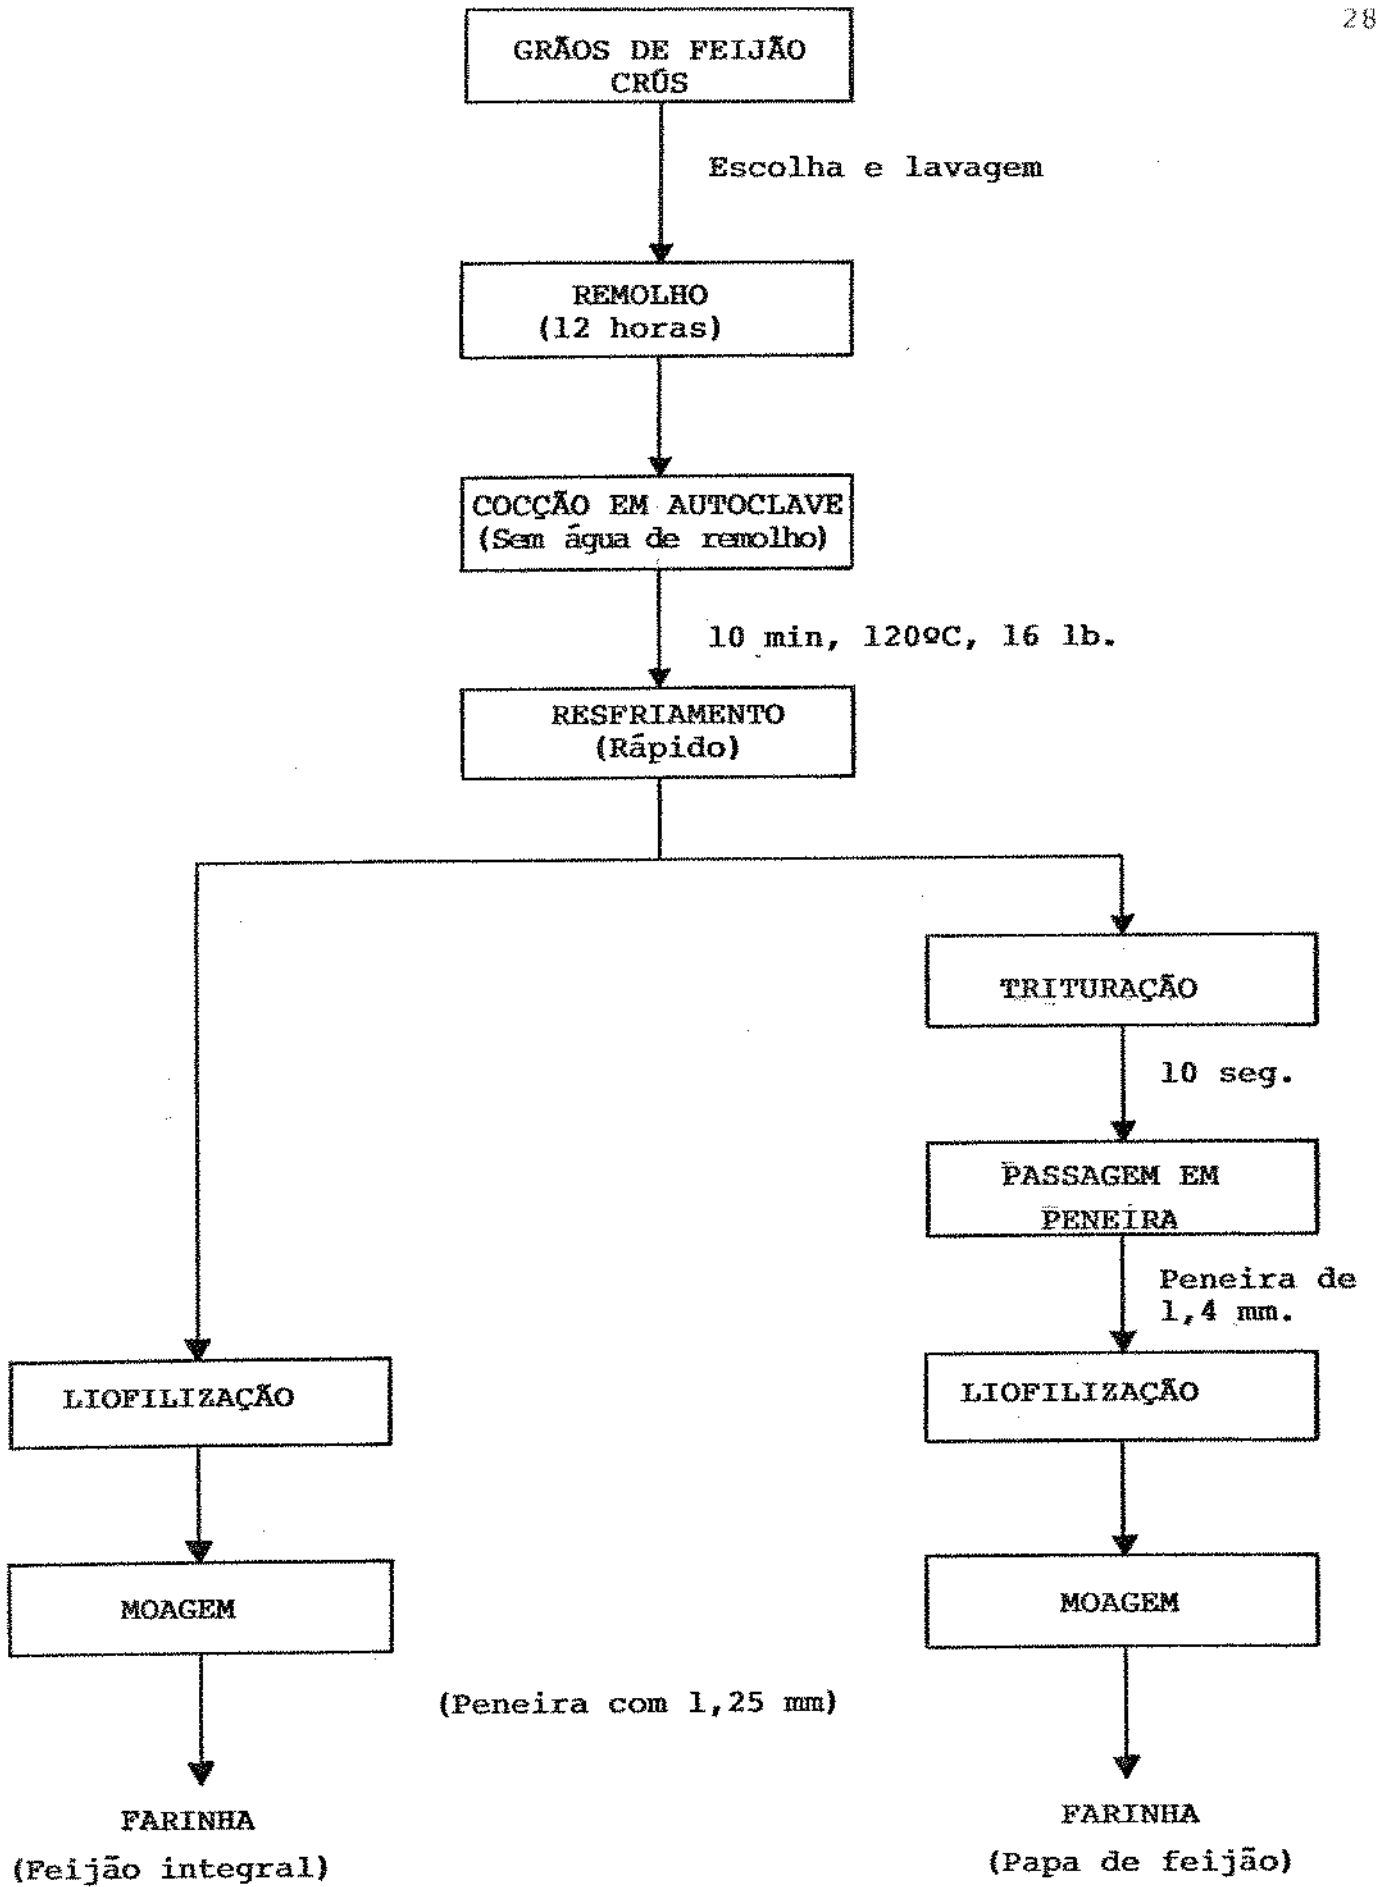 28
GRÃOS DE FEIJÃO
CRÚS
Escolha e lavagem
REMOLHO
(12 horas)
COCÇÃO EM AUTOCLAVE
(Sem água de remolho)
10 min, 120ºC, 16 lb.
RESFRIAMENTO
(Rápido)
TRITURAÇÃO
10 seg.
PASSAGEM EM
PENEIRA
Peneira de
1,4 mm.
LIOFILIZAÇÃO
LIOFILIZAÇÃO
MOAGEM
MOAGEM
(Peneira com 1,25 mm)
FARINHA
(Feijão integral)
FARINHA
(Papa de feijão)